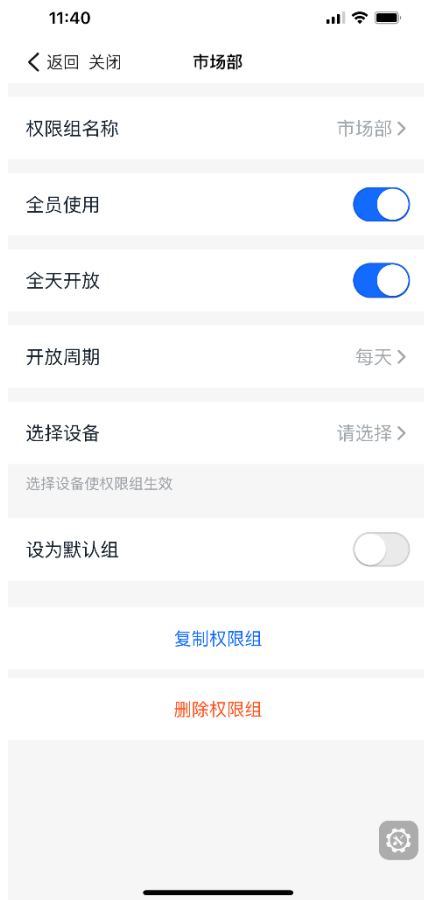 11:40
返回 关闭 市场部
权限组名称 市场部
全员使用
全天开放
开放周期 每天
选择设备 请选择
选择设备使权限组生效
设为默认组
复制权限组
删除权限组